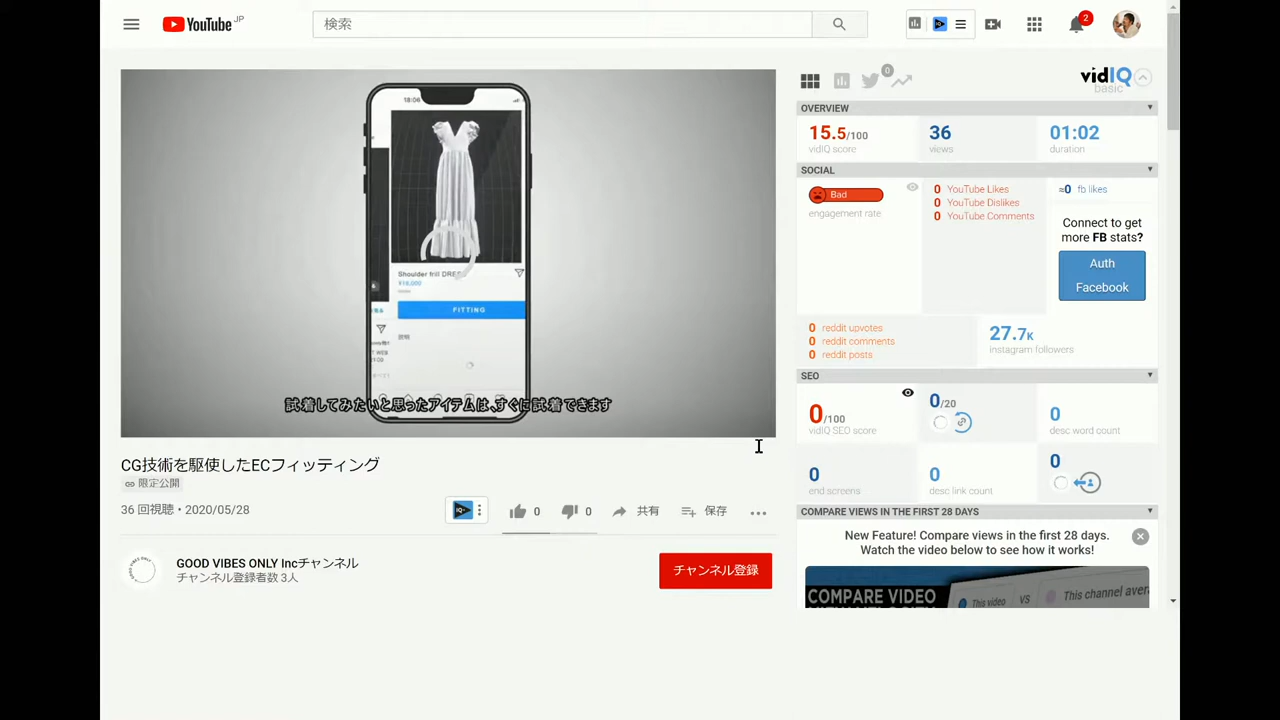 YouTube JP
検索
2
18:06
Shoulder frill DRESS
¥18,000
FITTING
説明
試着してみたいと思ったアイテムは、すぐに試着できます
CG技術を駆使したECフィッティング
限定公開
36 回視聴・2020/05/28
0
0
共有
保存
GOOD VIBES ONLY Incチャンネル
チャンネル登録者数 3人
チャンネル登録
0
vidIQ
basic
OVERVIEW
15.5/100
vidIQ score
36
views
01:02
duration
SOCIAL
Bad
engagement rate
0 YouTube Likes
0 YouTube Dislikes
0 YouTube Comments
≈0 fb likes
Connect to get
more FB stats?
Auth
Facebook
0 reddit upvotes
0 reddit comments
0 reddit posts
27.7K
instagram followers
SEO
0/100
vidIQ SEO score
0/20
0
desc word count
0
end screens
0
desc link count
0
COMPARE VIEWS IN THE FIRST 28 DAYS
New Feature! Compare views in the first 28 days.
Watch the video below to see how it works!
COMPARE VIDEO
This video
VS
This channel